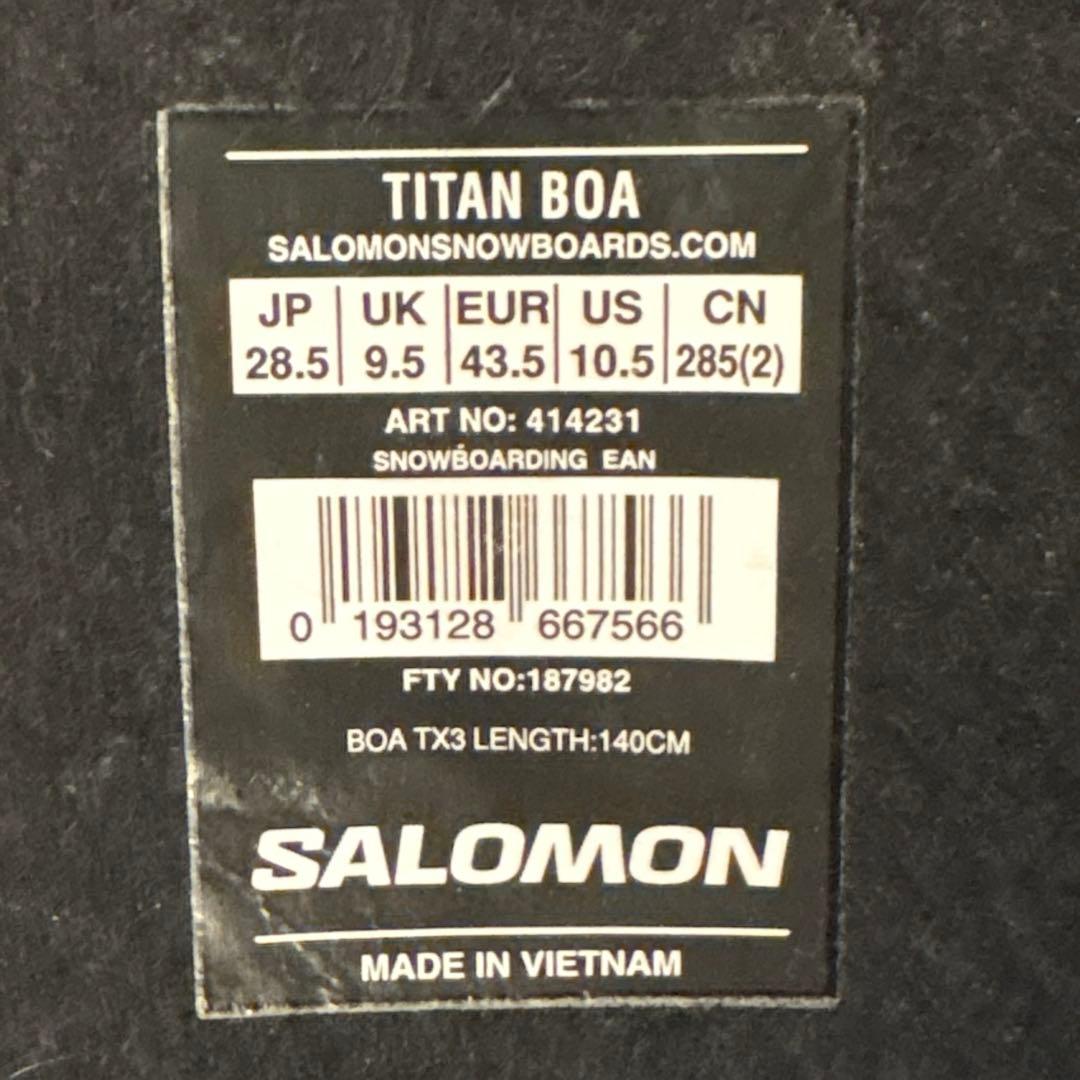 TITAN BOA
SALOMONSNOWBOARDS.COM
JP UK EUR US CN
28.5 9.5 43.5 10.5 285(2)
ART NO: 414231
SNOWBOARDING EAN
0 193128 667566
FTY NO:187982
BOA TX3 LENGTH:140CM
SALOMON
MADE IN VIETNAM